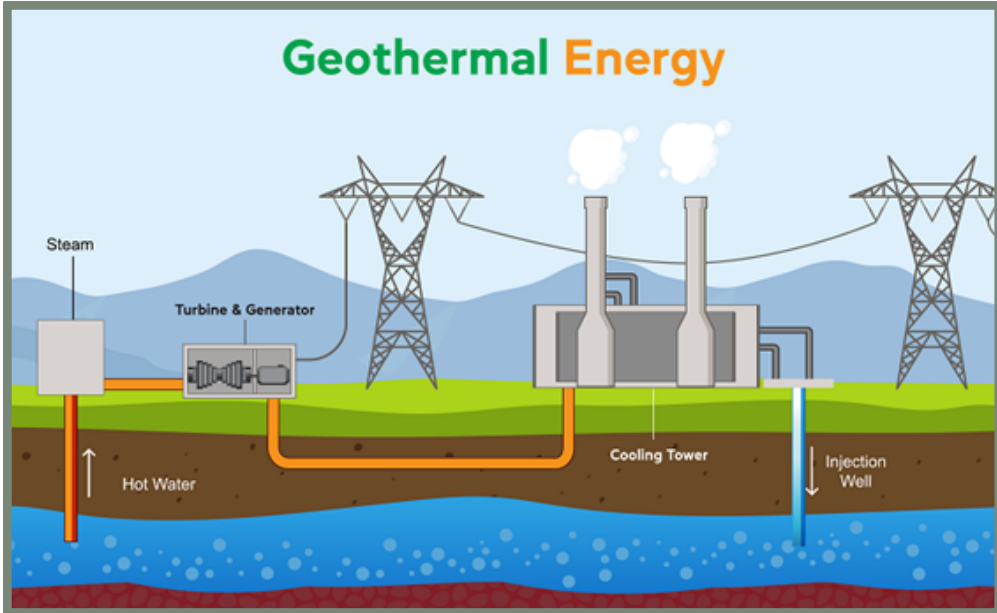 Geothermal Energy
Steam
Turbine & Generator
Hot Water
Cooling Tower
Injection
Well